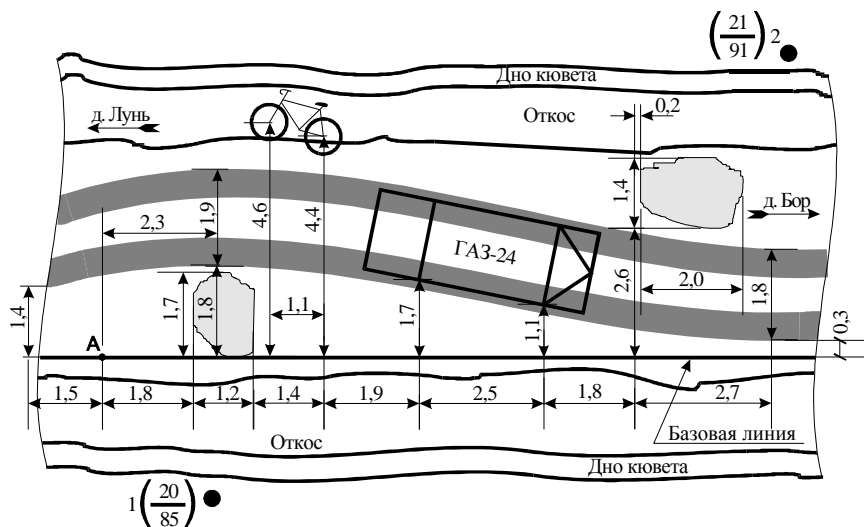 (21/91) 2
Дно кювета
0,2
д. Лунь
Откос
1,4
д. Бор
2,3
1,9
4,6
4,4
ГАЗ-24
2,6
2,0
1,8
1,4
1,7
1,8
1,1
1,7
1,1
0,3
А
1,5
1,8
1,2
1,4
1,9
2,5
1,8
2,7
Базовая линия
Откос
Дно кювета
1 (20/85)